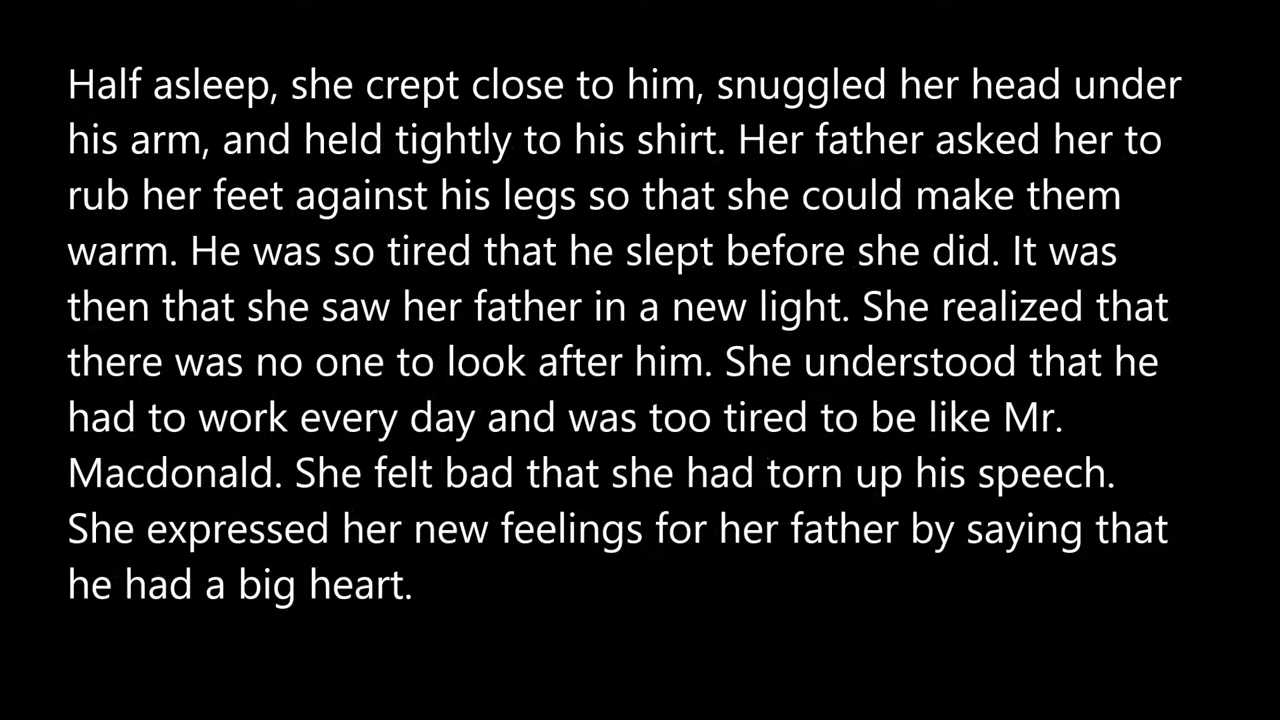 Half asleep, she crept close to him, snuggled her head under
his arm, and held tightly to his shirt. Her father asked her to
rub her feet against his legs so that she could make them
warm. He was so tired that he slept before she did. It was
then that she saw her father in a new light. She realized that
there was no one to look after him. She understood that he
had to work every day and was too tired to be like Mr.
Macdonald. She felt bad that she had torn up his speech.
She expressed her new feelings for her father by saying that
he had a big heart.